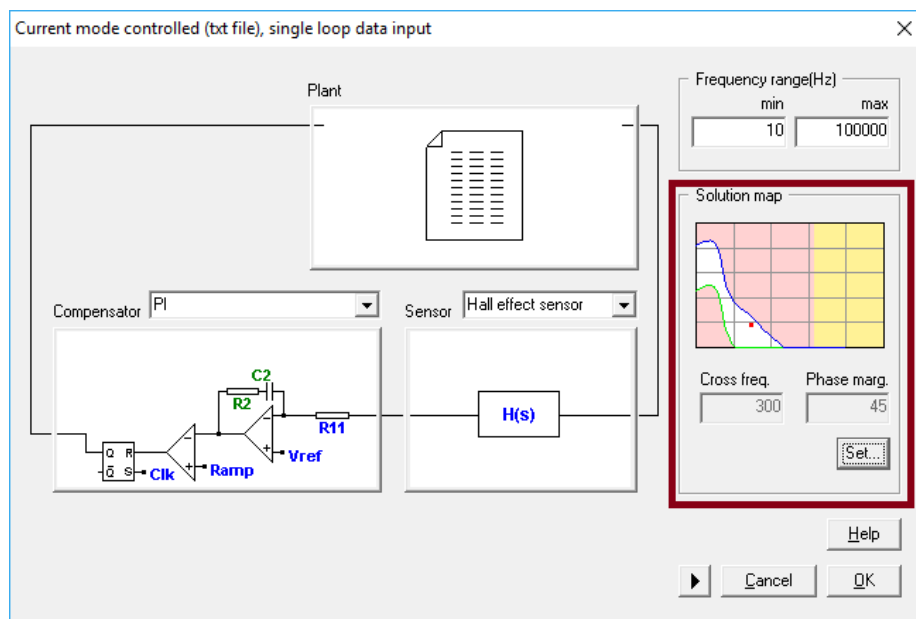 Current mode controlled (txt file), single loop data input
Plant
Frequency range(Hz)
min max
10 100000
Solution map
Cross freq. Phase marg.
300 45
Set...
Compensator PI
Sensor Hall effect sensor
C2
R2
R11
Vref
Ramp
Clk
Q R
Q̅ S
H(s)
Help
Cancel OK